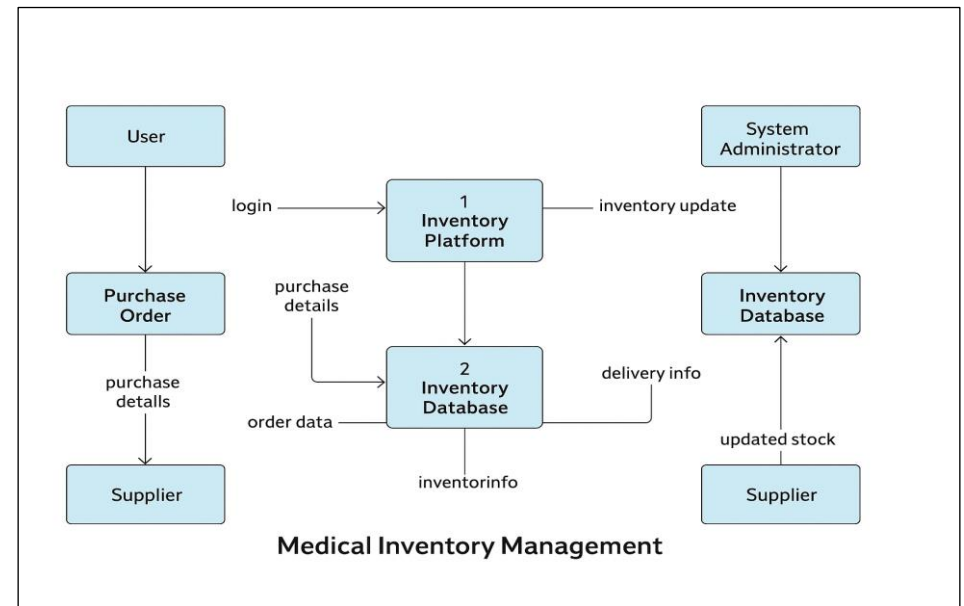 User
System
Administrator
login
1
Inventory
Platform
inventory update
Purchase
Order
purchase
details
Inventory
Database
purchase
detalls
2
Inventory
Database
delivery info
order data
updated stock
inventorinfo
Supplier
Supplier
Medical Inventory Management